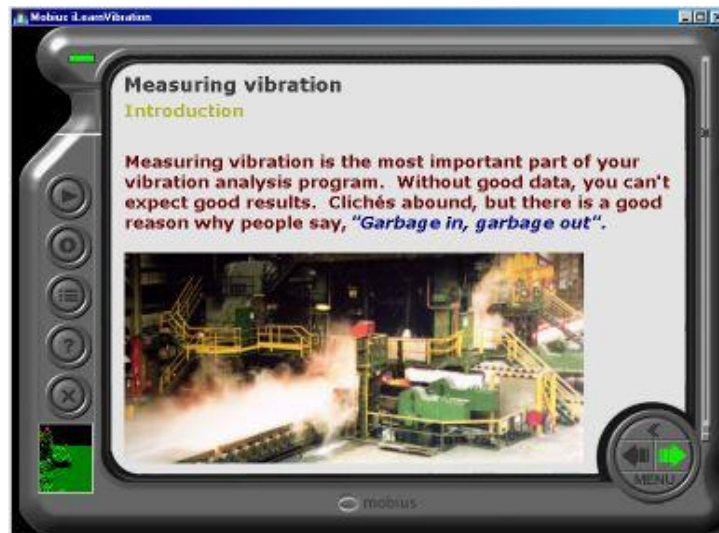 Mobius iLearnVibration
Measuring vibration
Introduction
Measuring vibration is the most important part of your
vibration analysis program. Without good data, you can't
expect good results. Clichés abound, but there is a good
reason why people say, "Garbage in, garbage out".
MENU
mobius